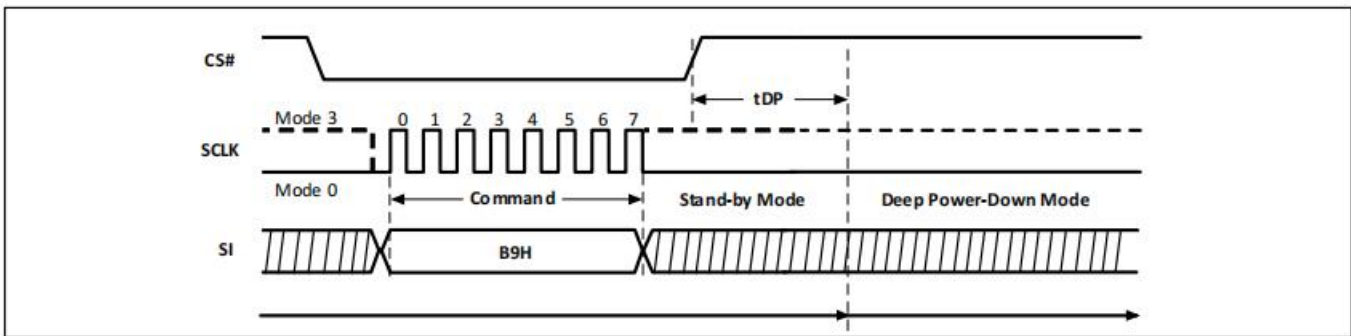 CS#
tDP
Mode 3
0 1 2 3 4 5 6 7
SCLK
Mode 0
Command
Stand-by Mode
Deep Power-Down Mode
SI
B9H